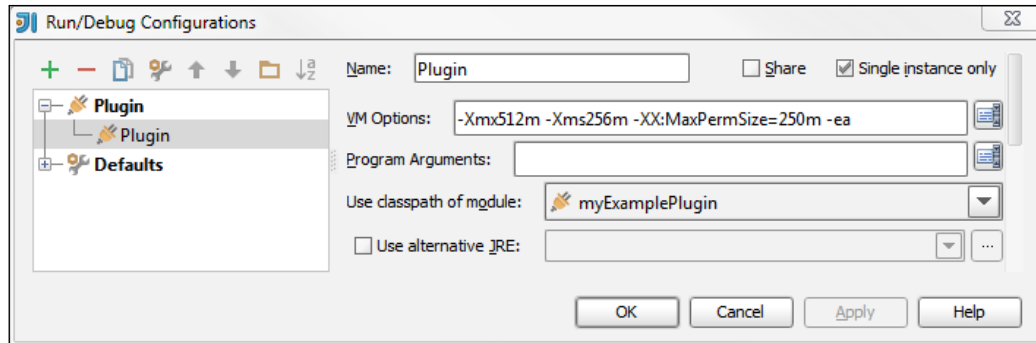 Run/Debug Configurations
Name: Plugin Share Single instance only
Plugin
VM Options: -Xmx512m -Xms256m -XX:MaxPermSize=250m -ea
Plugin
Program Arguments:
Defaults
Use classpath of module: myExamplePlugin
Use alternative JRE: ...
OK Cancel Apply Help